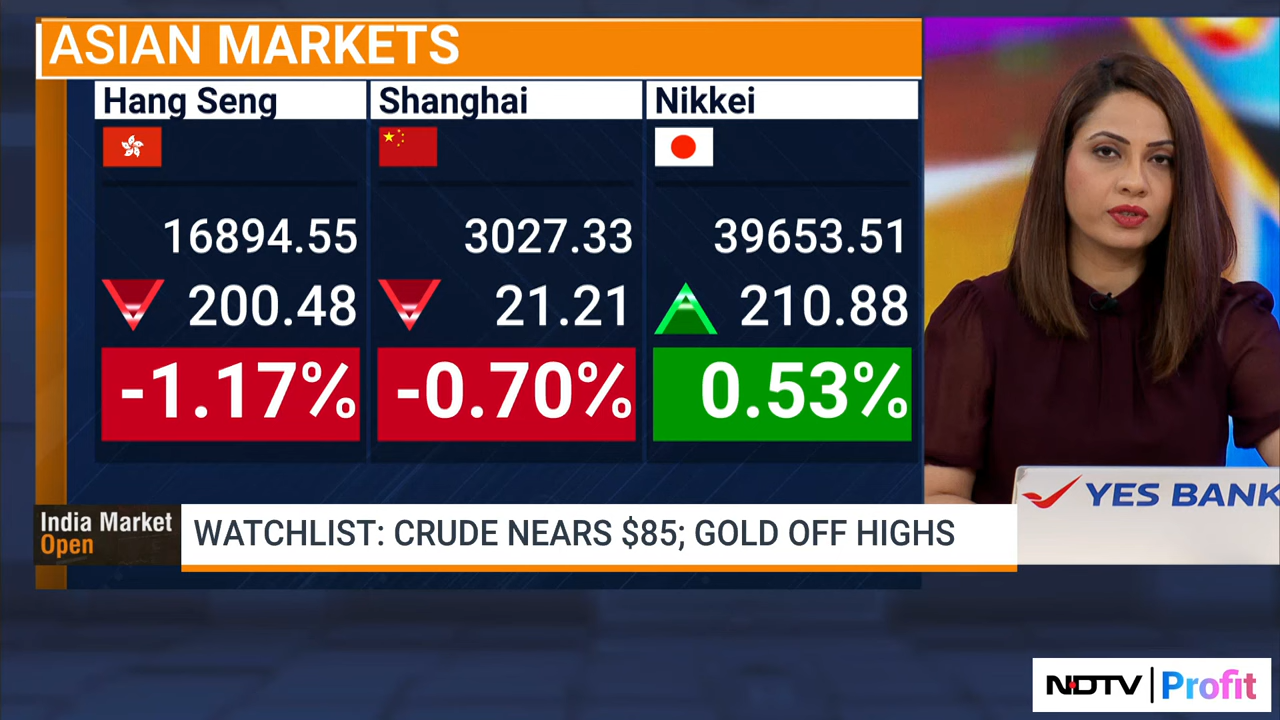 ASIAN MARKETS
Hang Seng
Shanghai
Nikkei
16894.55
3027.33
39653.51
200.48
21.21
210.88
-1.17%
-0.70%
0.53%
India Market
Open
WATCHLIST: CRUDE NEARS $85; GOLD OFF HIGHS
YES BANK
NDTV | Profit